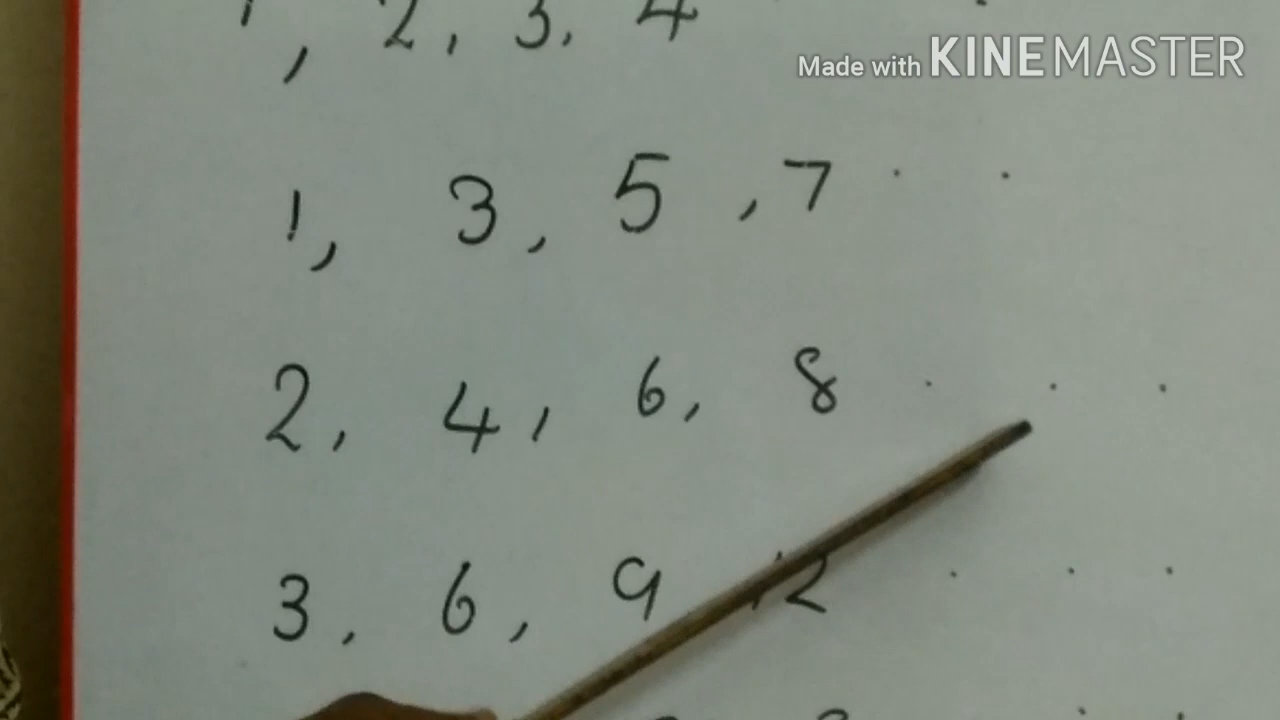 1, 2, 3, 4
Made with KINEMASTER
1, 3, 5, 7 . .
2, 4, 6, 8 . . .
3, 6, 9 12 . . .